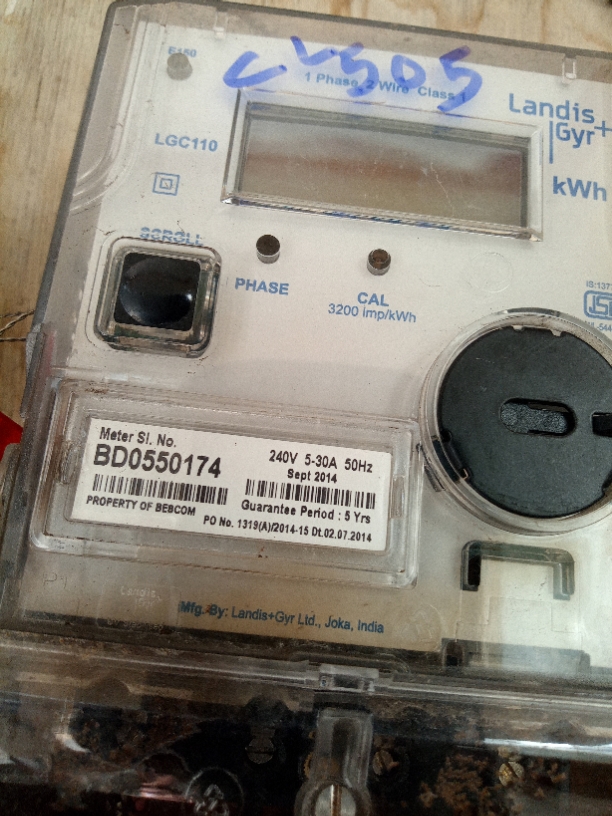 E150
CL505
1 Phase 2 Wire Class 1
Landis+
Gyr+
LGC110
kWh
SCROLL
PHASE
CAL
3200 imp/kWh
Meter Sl. No.
BD0550174
240V 5-30A 50Hz
Sept 2014
PROPERTY OF BEBCOM
Guarantee Period : 5 Yrs
PO No. 1319(A)/2014-15 Dt.02.07.2014
Mfg. By: Landis+Gyr Ltd., Joka, India